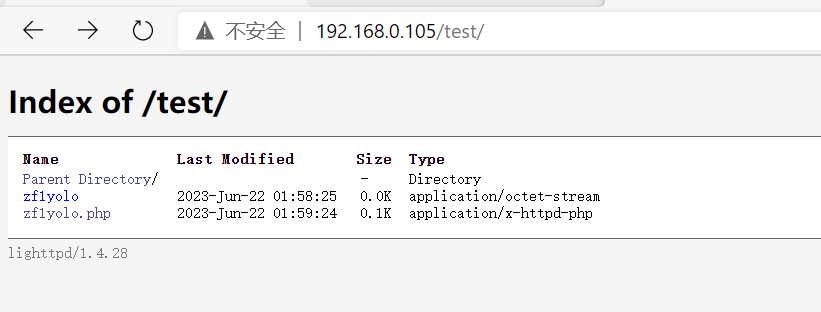 不安全 | 192.168.0.105/test/
Index of /test/
Name Last Modified Size Type
Parent Directory/ - Directory
zf1yolo 2023-Jun-22 01:58:25 0.0K application/octet-stream
zf1yolo.php 2023-Jun-22 01:59:24 0.1K application/x-httpd-php
lighttpd/1.4.28